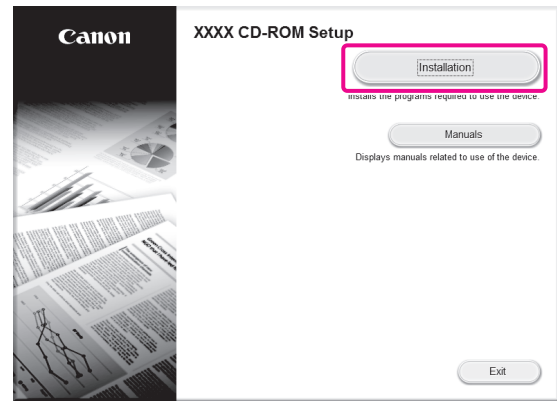 Canon
XXXX CD-ROM Setup
Installation
Installs the programs required to use the device.
Manuals
Displays manuals related to use of the device.
Exit